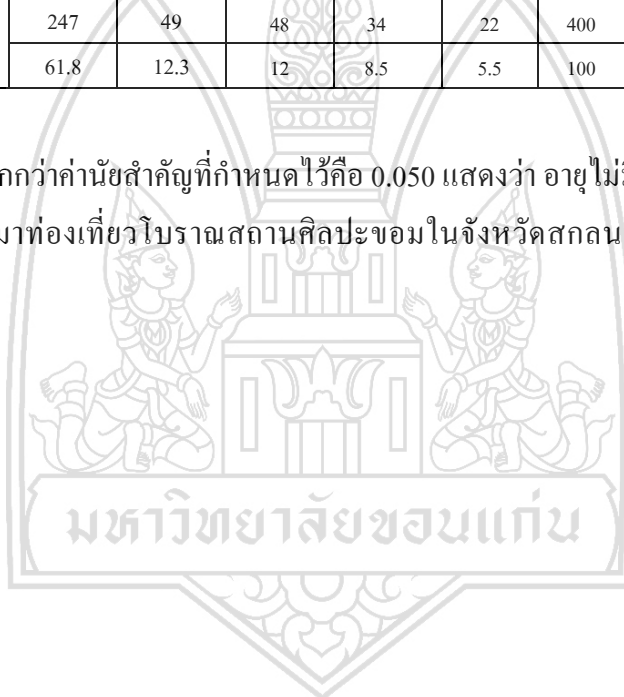 247 49 48 34 22 400
61.8 12.3 12 8.5 5.5 100
กกว่าค่านัยสำคัญที่กำหนดไว้คือ 0.050 แสดงว่า อายุไม่
มาท่องเที่ยวโบราณสถานศิลปะขอมในจังหวัดสกลน
มหาวิทยาลัยขอนแก่น